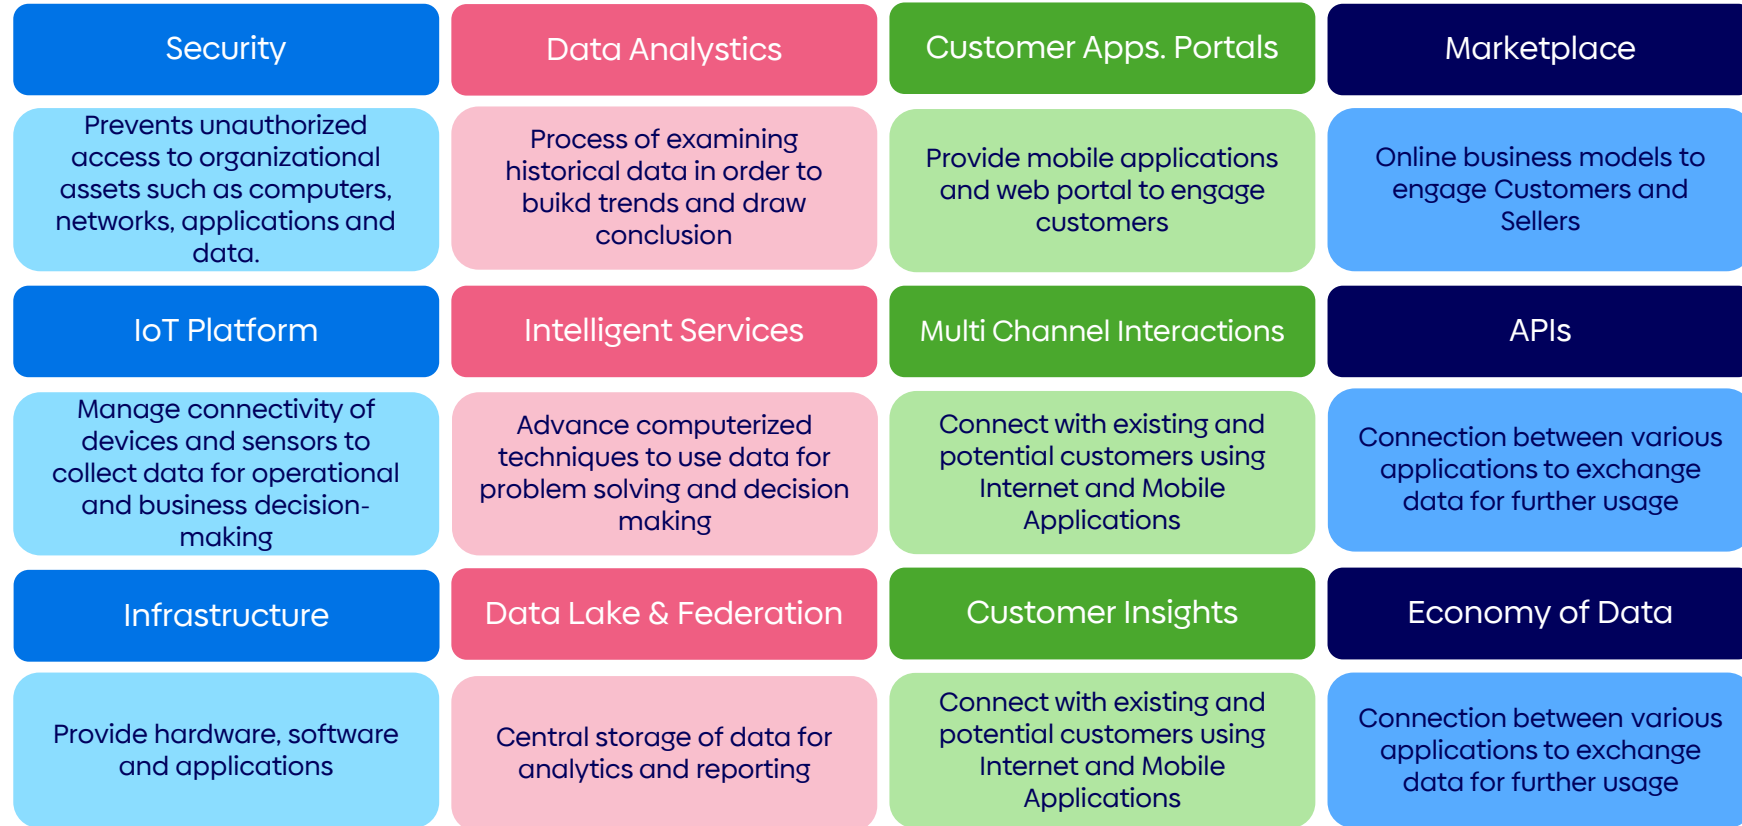 Security
Data Analystics
Customer Apps. Portals
Marketplace
Prevents unauthorized
access to organizational
assets such as computers,
networks, applications and
data.
Process of examining
historical data in order to
buikd trends and draw
conclusion
Provide mobile applications
and web portal to engage
customers
Online business models to
engage Customers and
Sellers
IoT Platform
Intelligent Services
Multi Channel Interactions
APIs
Manage connectivity of
devices and sensors to
collect data for operational
and business decision-
making
Advance computerized
techniques to use data for
problem solving and decision
making
Connect with existing and
potential customers using
Internet and Mobile
Applications
Connection between various
applications to exchange
data for further usage
Infrastructure
Data Lake & Federation
Customer Insights
Economy of Data
Provide hardware, software
and applications
Central storage of data for
analytics and reporting
Connect with existing and
potential customers using
Internet and Mobile
Applications
Connection between various
applications to exchange
data for further usage